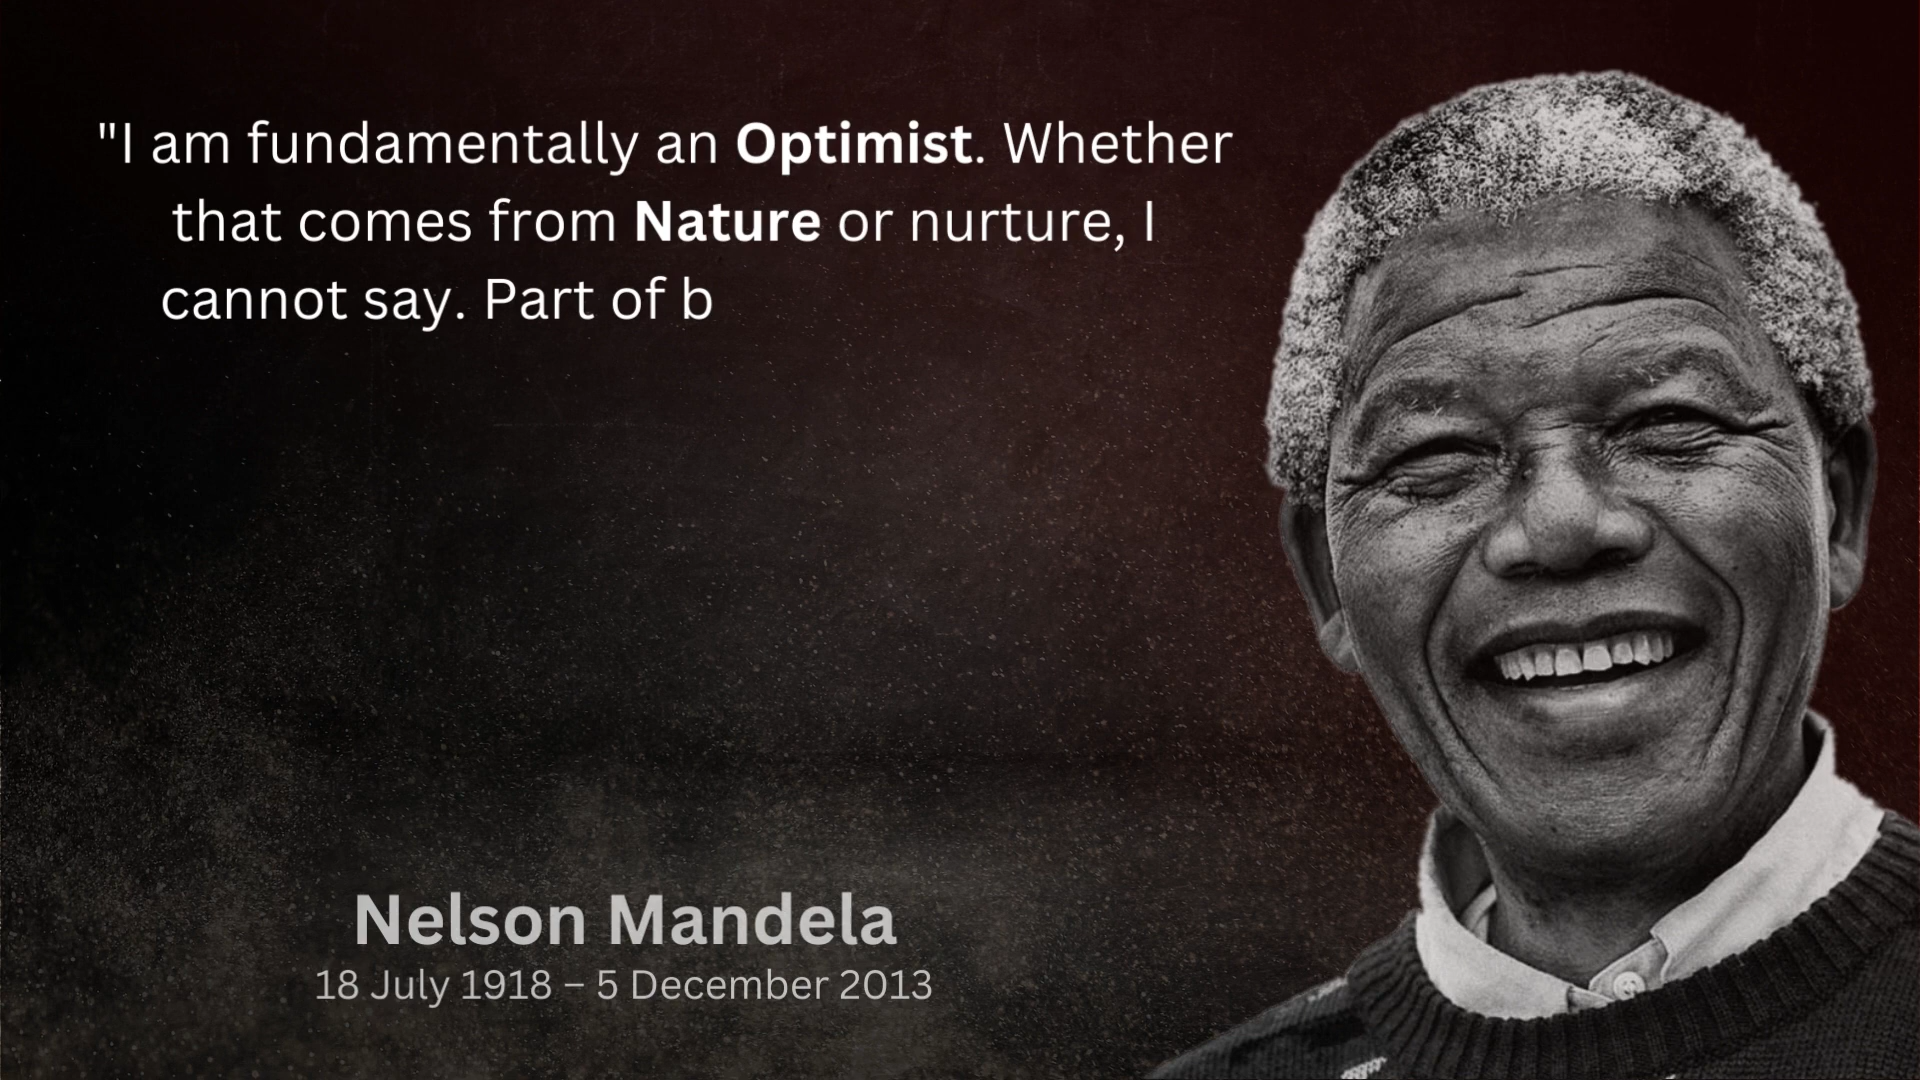 "I am fundamentally an Optimist. Whether
that comes from Nature or nurture, I
cannot say. Part of b
Nelson Mandela
18 July 1918 – 5 December 2013